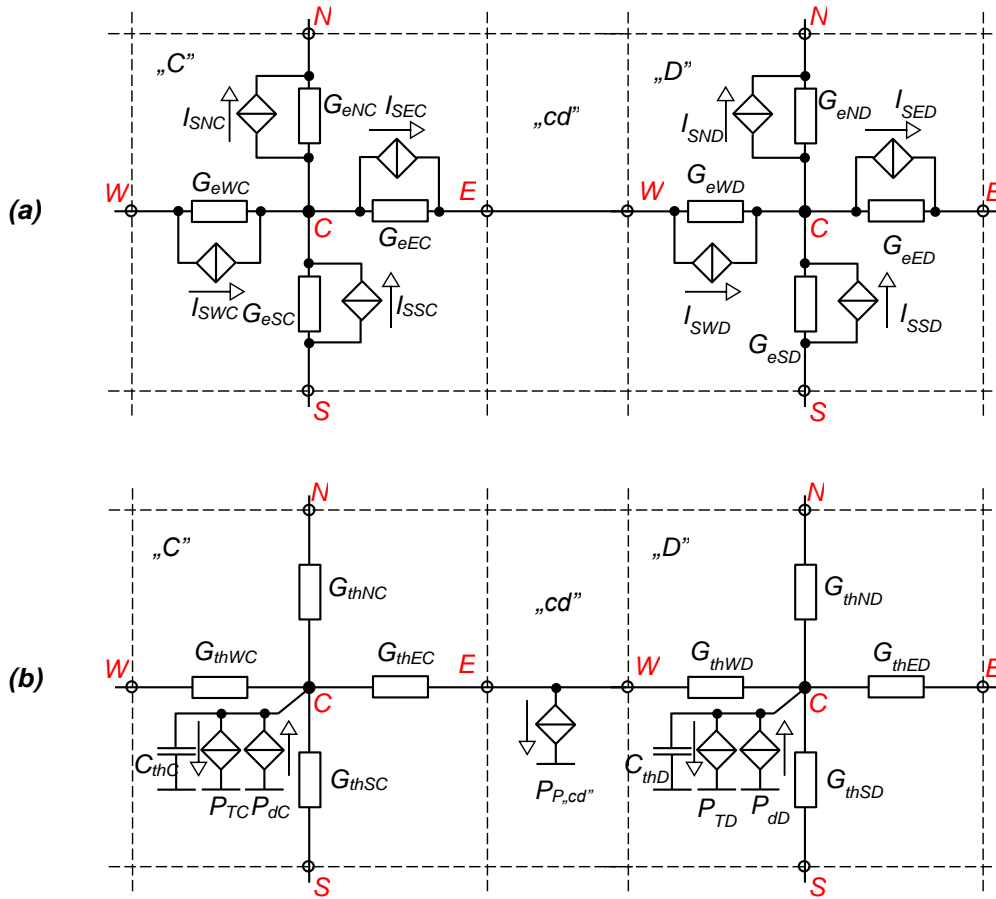 N N
„C” „D”
G_eNC I_SEC G_eND I_SED
I_SNC „cd” I_SND
G_eWC G_eWD
(a) W E W E
C C
G_eEC G_eED
I_SWC G_eSC I_SSC I_SWD I_SSD
G_eSD
S S
N N
„C” „D”
G_thNC „cd” G_thND
G_thWC G_thEC G_thWD G_thED
(b) W E W E
C C
C_thC G_thSC C_thD G_thSD
P_TC P_dC P_P„cd” P_TD P_dD
S S